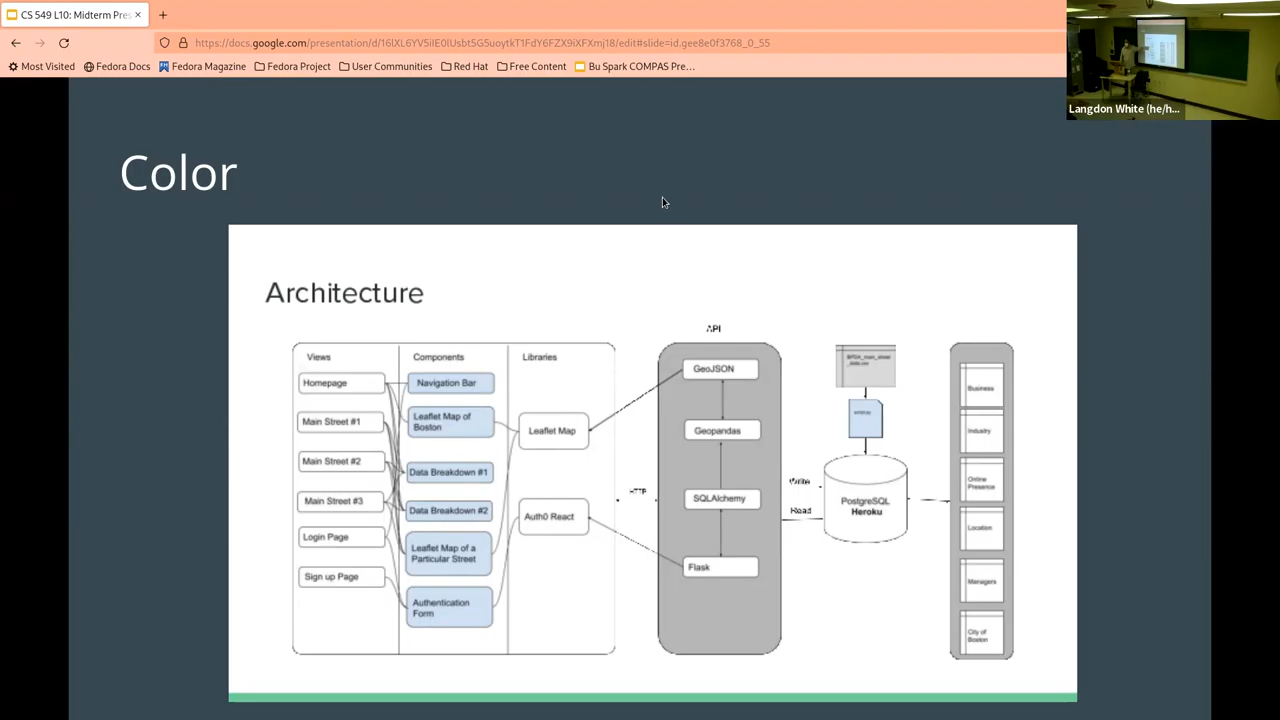 CS 549 L10: Midterm Pres
https://docs.google.com/presentation/d/16lXL6YV5iIE0lUsbt5G5uoytkT1FdY6FZX9iXFXmj18/edit#slide=id.gee8e0f3768_0_55
Most Visited
Fedora Docs
Fedora Magazine
Fedora Project
User Communities
Red Hat
Free Content
Bu Spark COMPAS Pre…
Langdon White (he/h...
Color
Architecture
Views
Homepage
Main Street #1
Main Street #2
Main Street #3
Login Page
Sign up Page
Components
Navigation Bar
Leaflet Map of
Boston
Data Breakdown #1
Data Breakdown #2
Leaflet Map of a
Particular Street
Authentication
Form
Libraries
Leaflet Map
Auth0 React
HTTP
API
GeoJSON
Geopandas
SQLAlchemy
Flask
Write
Read
PostgreSQL
Heroku
Business
Industry
Online
Presence
Location
Managers
City of
Boston